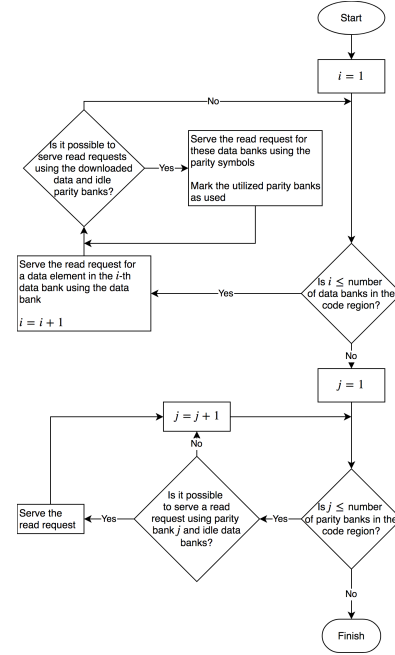 Start
i = 1
No
Is it possible to
serve read requests
using the downloaded
data and idle
parity banks?
Yes
Serve the read request for
these data banks using the
parity symbols
Mark the utilized parity banks
as used
Serve the read request for
a data element in the i-th
data bank using the data
bank
i = i + 1
Yes
Is i ≤ number
of data banks in the
code region?
No
j = 1
j = j + 1
No
Is it possible
to serve a read
request using parity
bank j and idle data
banks?
Yes
Serve the
read request
Yes
Is j ≤ number
of parity banks in the
code region?
No
Finish